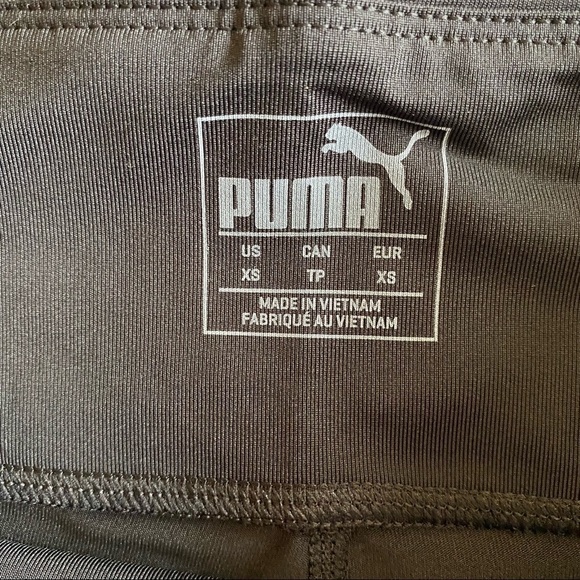 PUMA
US CAN EUR
XS TP XS
MADE IN VIETNAM
FABRIQUÉ AU VIETNAM